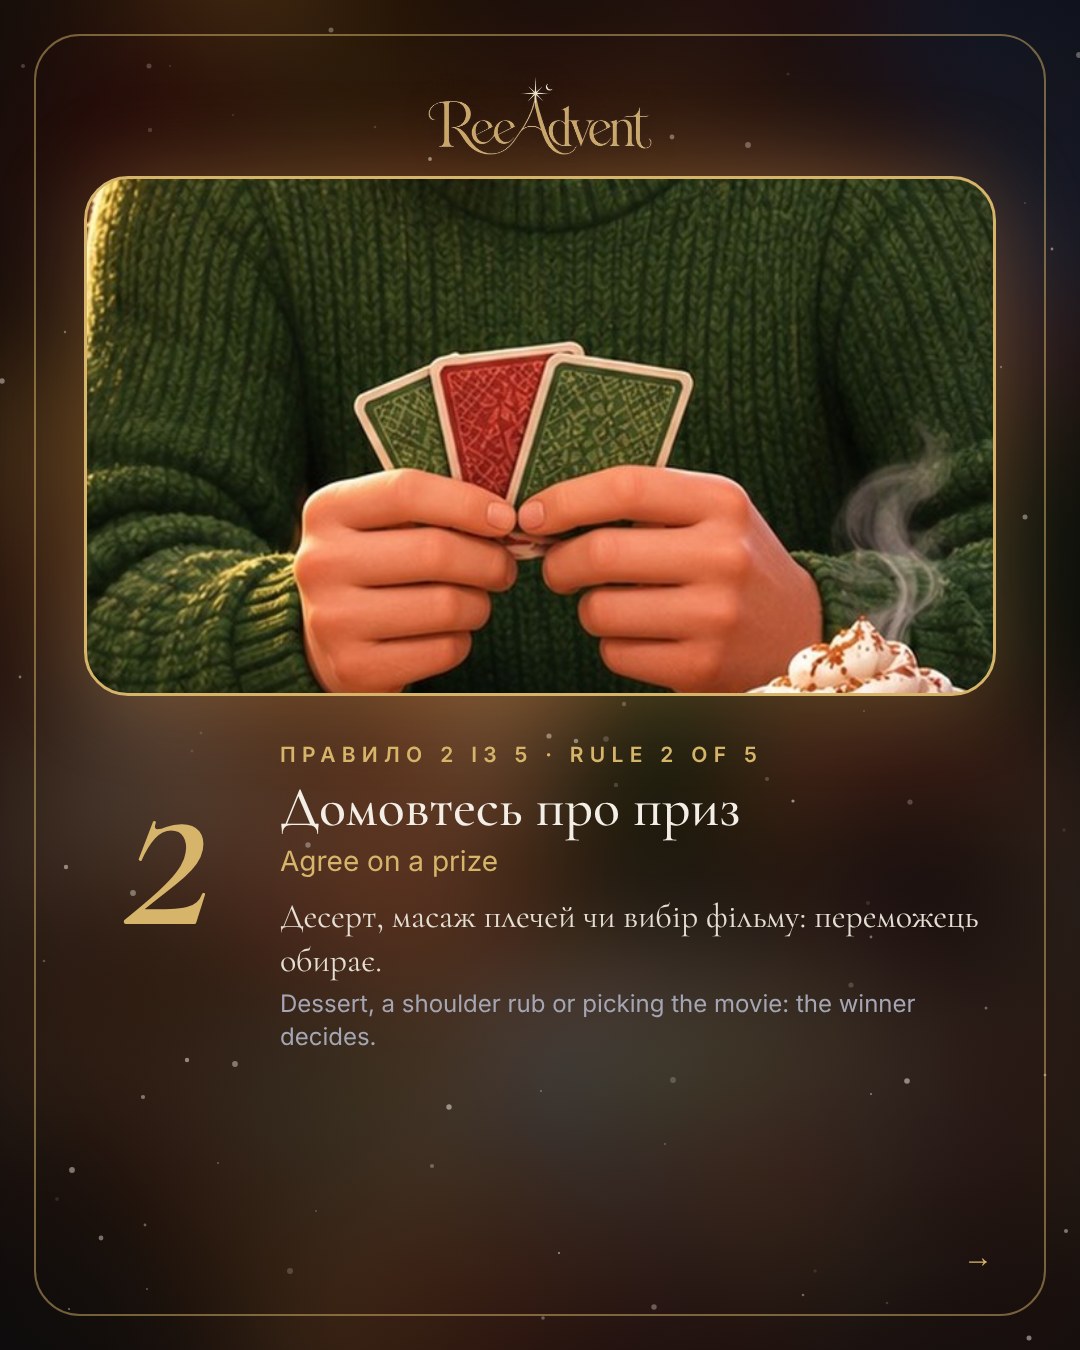 ReeAdvent
ПРАВИЛО 2 ІЗ 5 · RULE 2 OF 5
2
Домовтесь про приз
Agree on a prize
Десерт, масаж плечей чи вибір фільму: переможець
обирає.
Dessert, a shoulder rub or picking the movie: the winner
decides.
→